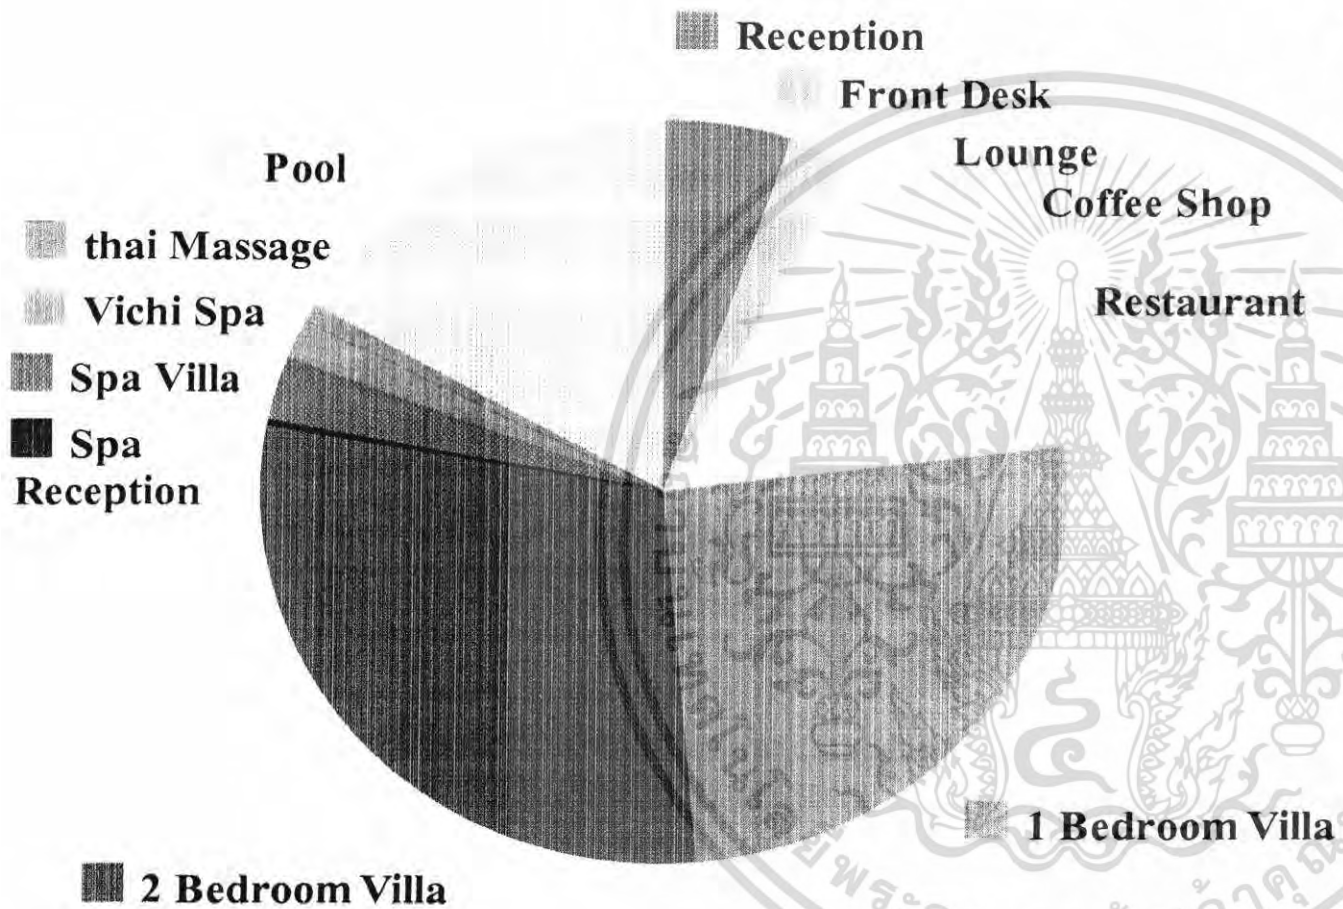 Reception
Front Desk
Lounge
Coffee Shop
Restaurant
Pool
thai Massage
Vichi Spa
Spa Villa
Spa
Reception
1 Bedroom Villa
2 Bedroom Villa